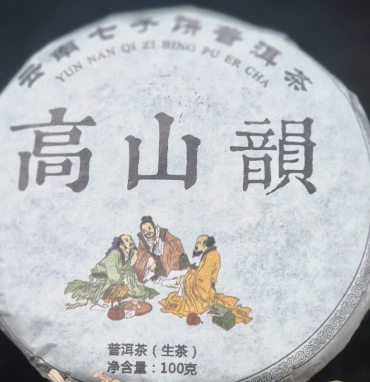 云南七子饼普洱茶
YUN NAN QI ZI BING PU ER CHA
高山韻
普洱茶（生茶）
净含量：100克